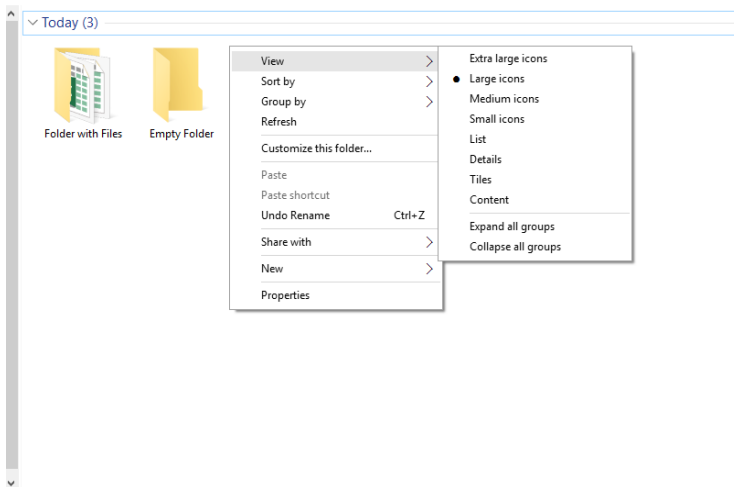 Today (3)
Folder with Files
Empty Folder
View
Sort by
Group by
Refresh
Customize this folder...
Paste
Paste shortcut
Undo Rename Ctrl+Z
Share with
New
Properties
Extra large icons
Large icons
Medium icons
Small icons
List
Details
Tiles
Content
Expand all groups
Collapse all groups